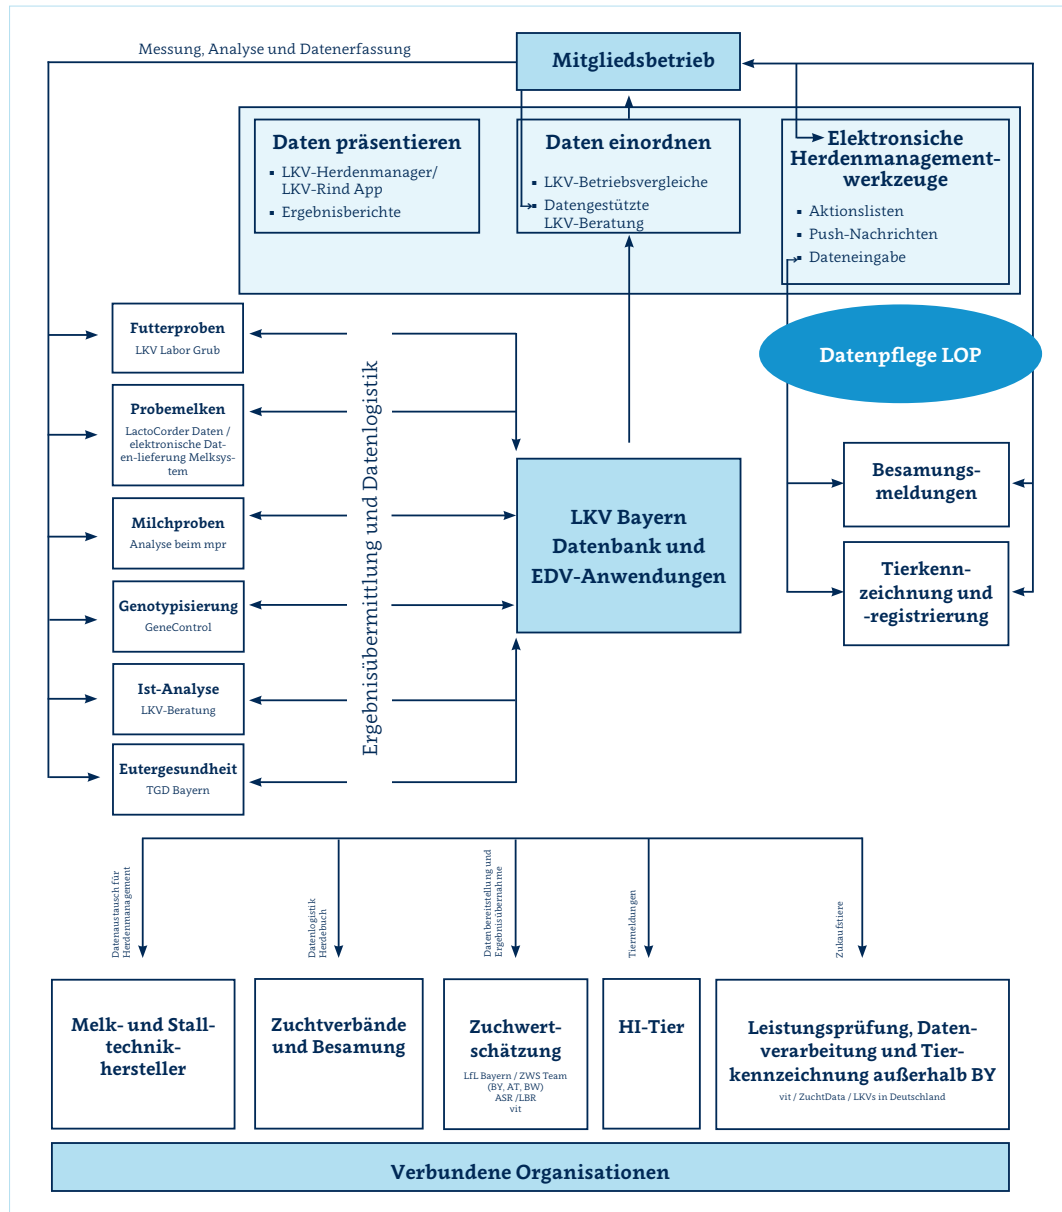 Messung, Analyse und Datenerfassung
Mitgliedsbetrieb
Daten präsentieren
▪ LKV-Herdenmanager/
LKV-Rind App
▪ Ergebnisberichte
Daten einordnen
▪ LKV-Betriebsvergleiche
▪ Datengestützte
LKV-Beratung
Elektronsiche
Herdenmanagement-
werkzeuge
▪ Aktionslisten
▪ Push-Nachrichten
▪ Dateneingabe
Datenpflege LOP
Futterproben
LKV Labor Grub
Probemelken
LactoCorder Daten /
elektronische Dat-
en-lieferung Melksys-
tem
Milchproben
Analyse beim mpr
Genotypisierung
GeneControl
Ist-Analyse
LKV-Beratung
Eutergesundheit
TGD Bayern
Ergebnisübermittlung und Datenlogistik
LKV Bayern
Datenbank und
EDV-Anwendungen
Besamungs-
meldungen
Tierkenn-
zeichnung und
-registrierung
Datenaustausch für
Herdenmanagement
Datenlogistik
Herdebuch
Datenbereitstellung und
Ergebnisübernahme
Tiermeldungen
Zukaufstiere
Melk- und Stall-
technik-
hersteller
Zuchtverbände
und Besamung
Zuchtwert-
schätzung
LfL Bayern / ZWS Team
(BY, AT, BW)
ASR /LBR
vit
HI-Tier
Leistungsprüfung, Daten-
verarbeitung und Tier-
kennzeichnung außerhalb BY
vit / ZuchtData / LKVs in Deutschland
Verbundene Organisationen